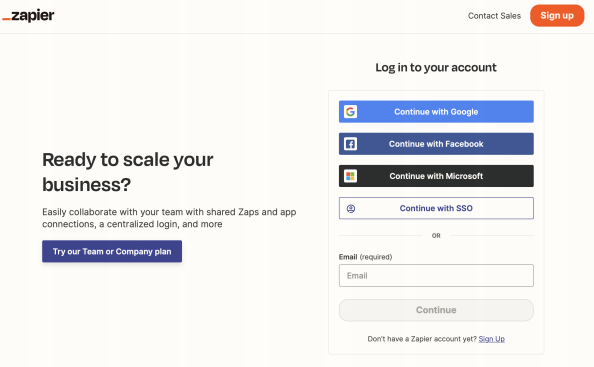 zapier
Contact Sales
Sign up
Log in to your account
Continue with Google
Continue with Facebook
Continue with Microsoft
Continue with SSO
OR
Email (required)
Email
Continue
Don't have a Zapier account yet? Sign Up
Ready to scale your
business?
Easily collaborate with your team with shared Zaps and app
connections, a centralized login, and more
Try our Team or Company plan